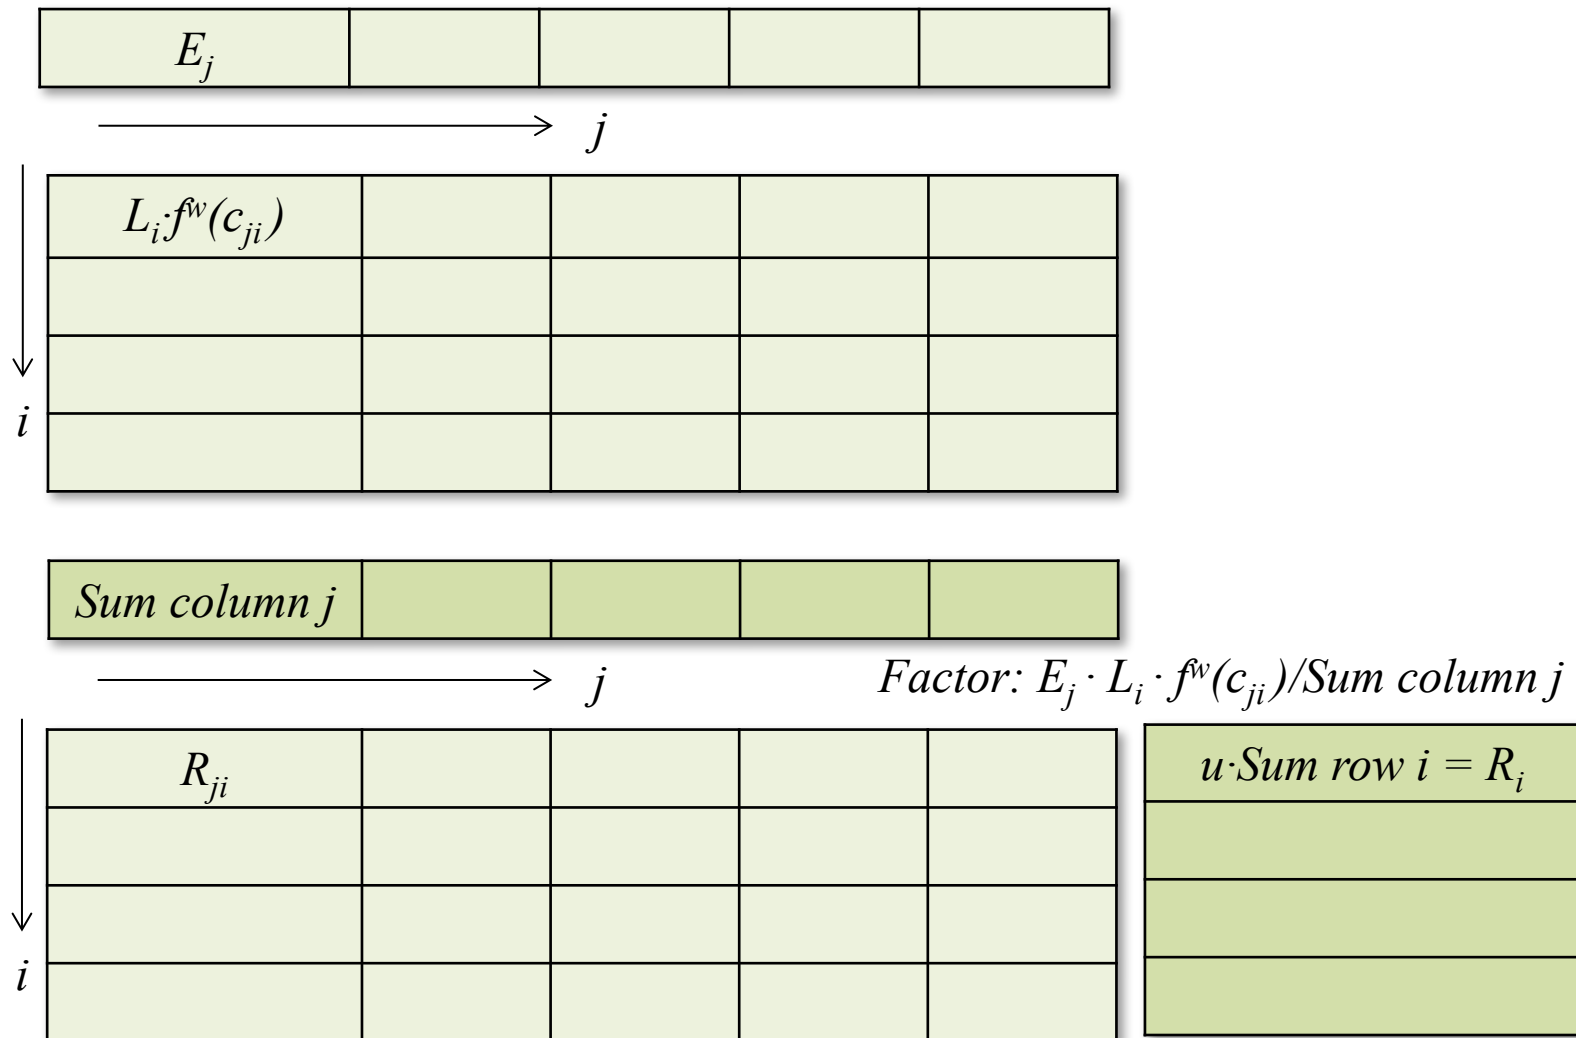 E_j
j
L_i·f^w(c_ji)
i
Sum column j
j
Factor: E_j · L_i · f^w(c_ji)/Sum column j
R_ji
u·Sum row i = R_i
i